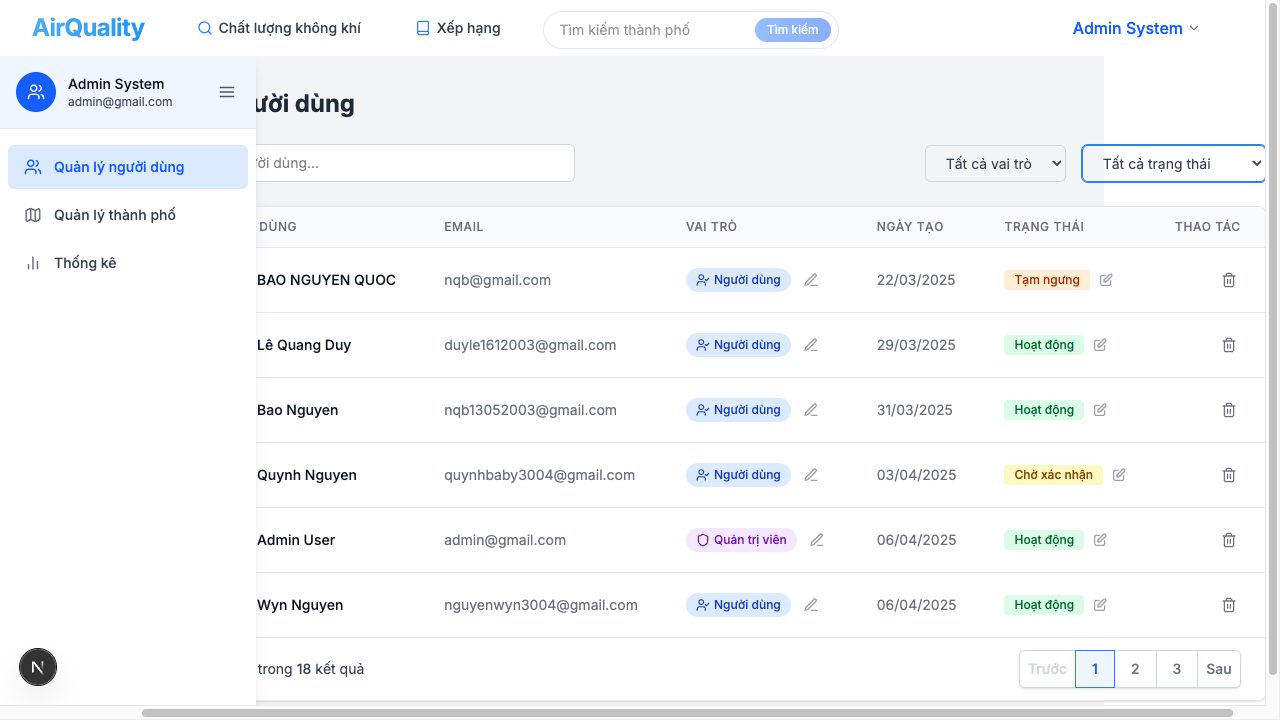 AirQuality
Chất lượng không khí
Xếp hạng
Tìm kiếm thành phố
Tìm kiếm
Admin System
Admin System
admin@gmail.com
Quản lý người dùng
Quản lý thành phố
Thống kê
ười dùng
ời dùng...
Tất cả vai trò
Tất cả trạng thái
DÙNG EMAIL VAI TRÒ NGÀY TẠO TRẠNG THÁI THAO TÁC
BAO NGUYEN QUOC nqb@gmail.com Người dùng 22/03/2025 Tạm ngưng
Lê Quang Duy duyle1612003@gmail.com Người dùng 29/03/2025 Hoạt động
Bao Nguyen nqb13052003@gmail.com Người dùng 31/03/2025 Hoạt động
Quynh Nguyen quynhbaby3004@gmail.com Người dùng 03/04/2025 Chờ xác nhận
Admin User admin@gmail.com Quản trị viên 06/04/2025 Hoạt động
Wyn Nguyen nguyenwyn3004@gmail.com Người dùng 06/04/2025 Hoạt động
trong 18 kết quả
Trước 1 2 3 Sau
N